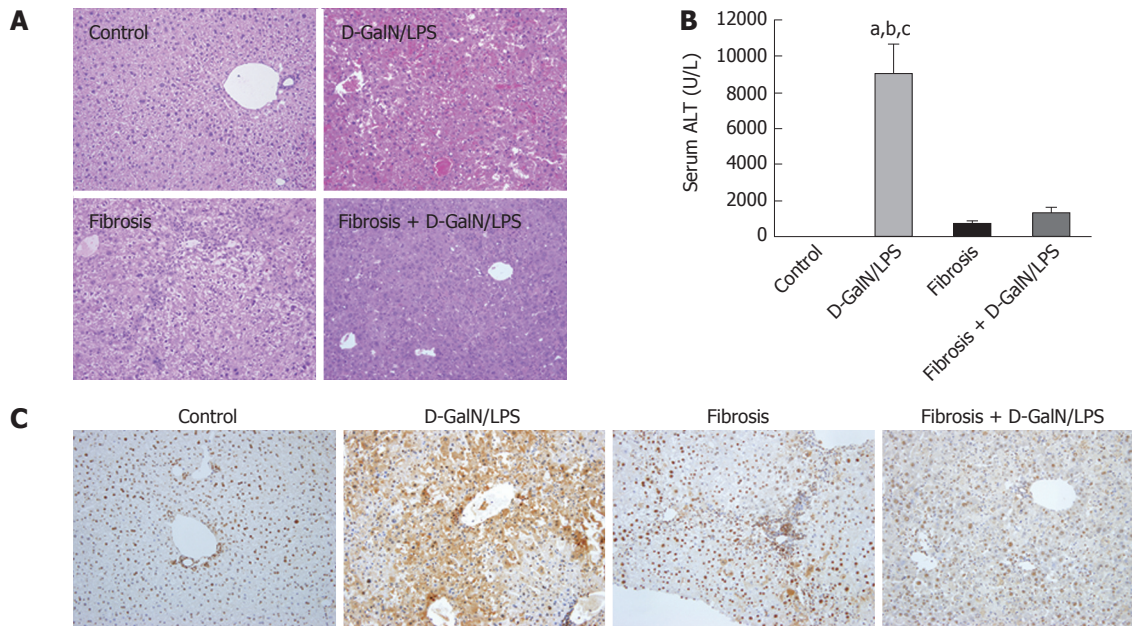 A
Control
D-GalN/LPS
Fibrosis
Fibrosis + D-GalN/LPS
B
12000
10000
8000
6000
4000
2000
0
Serum ALT (U/L)
a,b,c
Control
D-GalN/LPS
Fibrosis
Fibrosis + D-GalN/LPS
C
Control
D-GalN/LPS
Fibrosis
Fibrosis + D-GalN/LPS